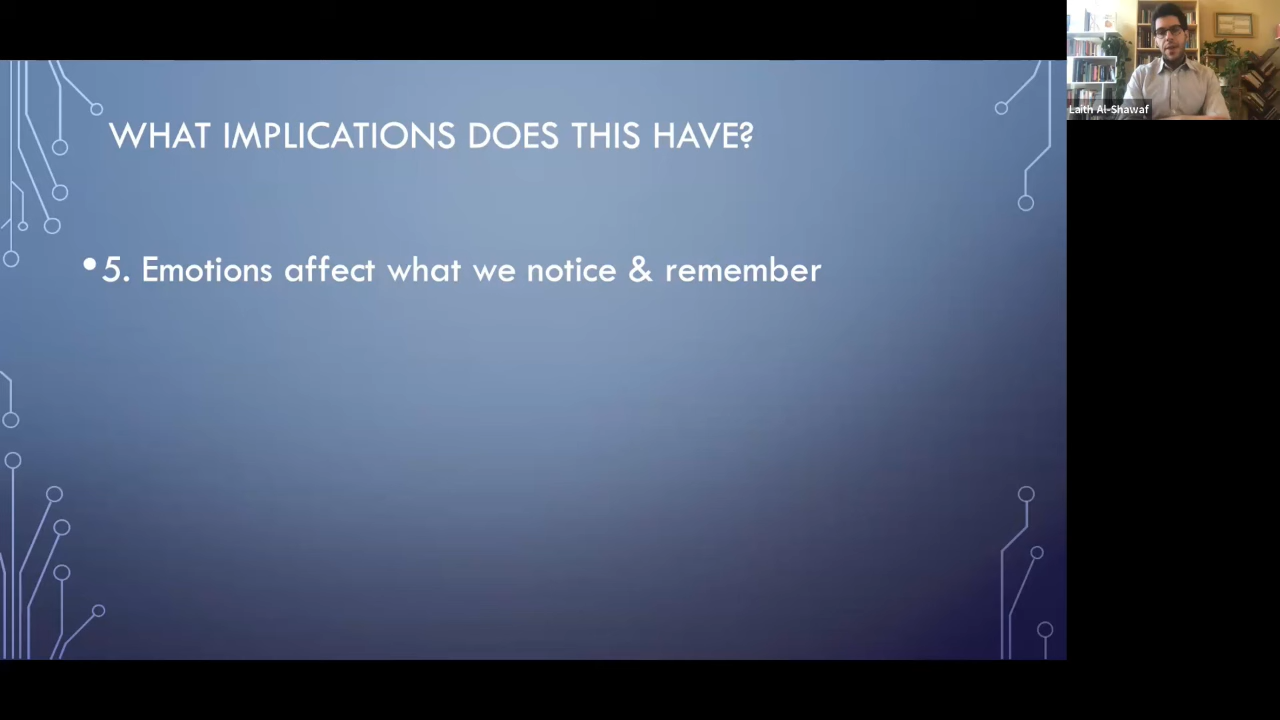 WHAT IMPLICATIONS DOES THIS HAVE?
•5. Emotions affect what we notice & remember
Laith Al-Shawaf